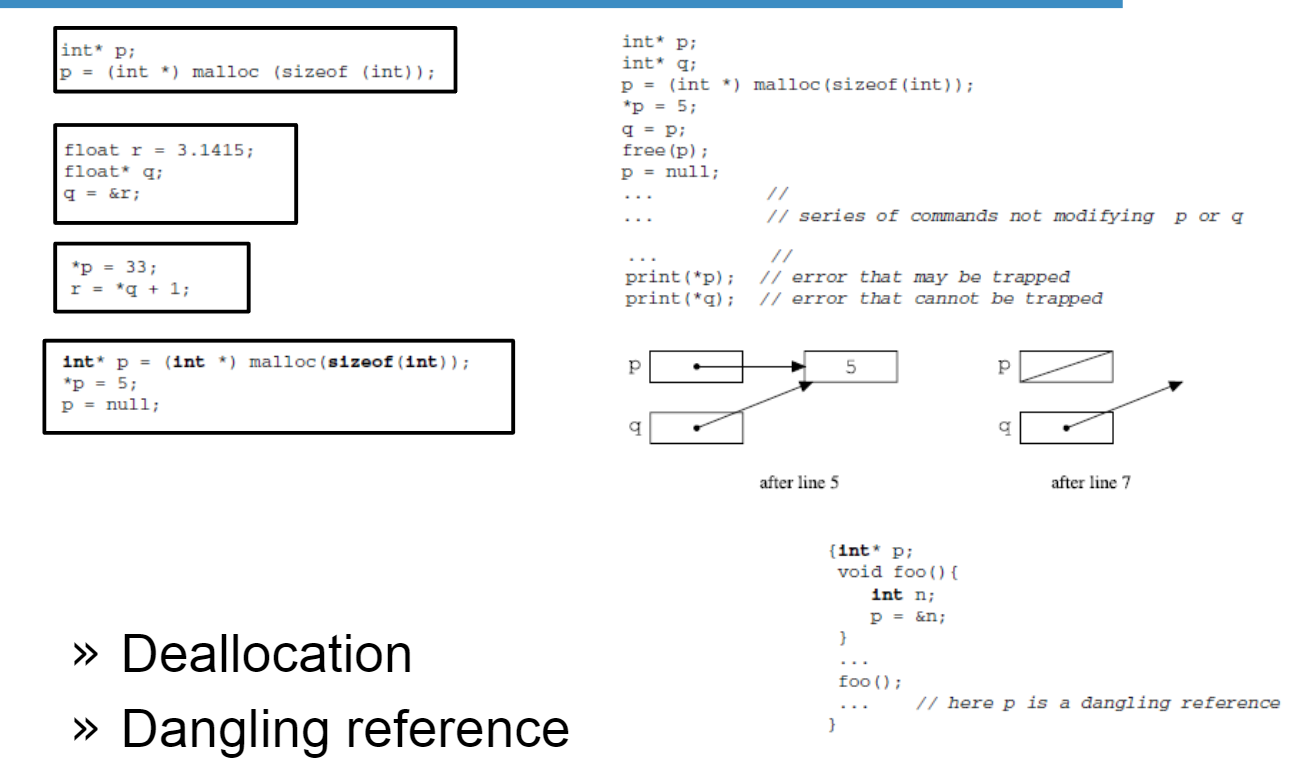 int* p;
p = (int *) malloc (sizeof (int));
float r = 3.1415;
float* q;
q = &r;
*p = 33;
r = *q + 1;
int* p = (int *) malloc(sizeof(int));
*p = 5;
p = null;
int* p;
int* q;
p = (int *) malloc(sizeof(int));
*p = 5;
q = p;
free(p);
p = null;
... //
... // series of commands not modifying p or q
... //
print(*p); // error that may be trapped
print(*q); // error that cannot be trapped
p 5
q
after line 5
p
q
after line 7
{int* p;
void foo(){
int n;
p = &n;
}
...
foo();
... // here p is a dangling reference
}
» Deallocation
» Dangling reference